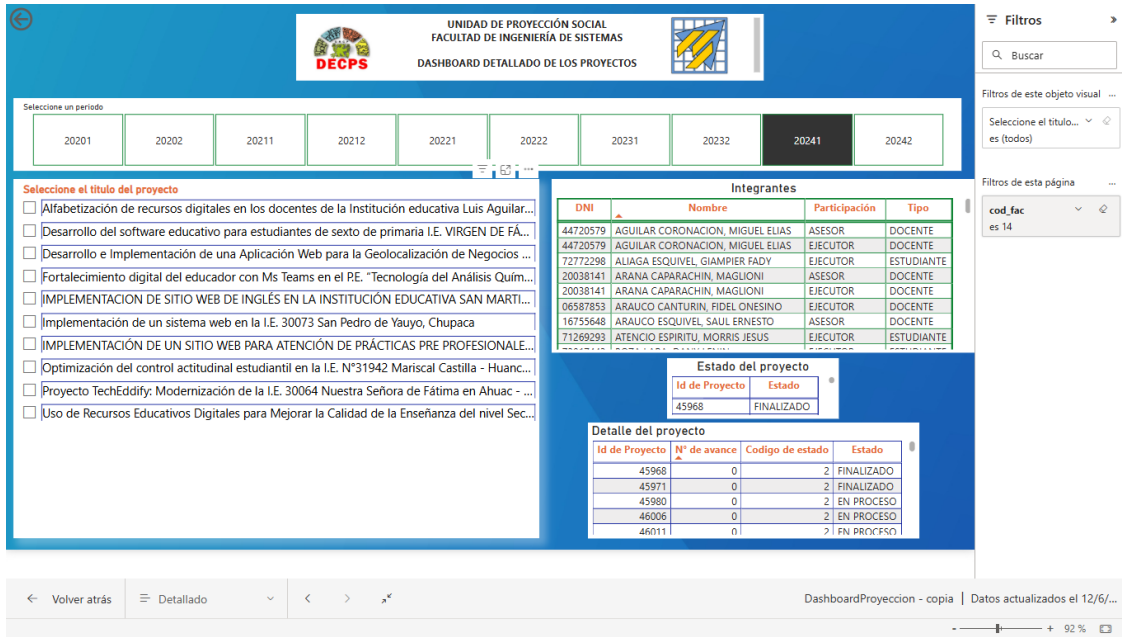 UNIDAD DE PROYECCIÓN SOCIAL
FACULTAD DE INGENIERÍA DE SISTEMAS
DASHBOARD DETALLADO DE LOS PROYECTOS
DECPS
Seleccione un periodo
20201 20202 20211 20212 20221 20222 20231 20232 20241 20242
Seleccione el titulo del proyecto
Alfabetización de recursos digitales en los docentes de la Institución educativa Luis Aguilar...
Desarrollo del software educativo para estudiantes de sexto de primaria I.E. VIRGEN DE FÁ...
Desarrollo e Implementación de una Aplicación Web para la Geolocalización de Negocios ...
Fortalecimiento digital del educador con Ms Teams en el P.E. "Tecnología del Análisis Quím...
IMPLEMENTACION DE SITIO WEB DE INGLÉS EN LA INSTITUCIÓN EDUCATIVA SAN MARTI...
Implementación de un sistema web en la I.E. 30073 San Pedro de Yauyo, Chupaca
IMPLEMENTACIÓN DE UN SITIO WEB PARA ATENCIÓN DE PRÁCTICAS PRE PROFESIONALE...
Optimización del control actitudinal estudiantil en la I.E. N°31942 Mariscal Castilla - Huanc...
Proyecto TechEddify: Modernización de la I.E. 30064 Nuestra Señora de Fátima en Ahuac - ...
Uso de Recursos Educativos Digitales para Mejorar la Calidad de la Enseñanza del nivel Sec...
Integrantes
DNI Nombre Participación Tipo
44720579 AGUILAR CORONACION, MIGUEL ELIAS ASESOR DOCENTE
44720579 AGUILAR CORONACION, MIGUEL ELIAS EJECUTOR DOCENTE
72772298 ALIAGA ESQUIVEL, GIAMPIER FADY EJECUTOR ESTUDIANTE
20038141 ARANA CAPARACHIN, MAGLIONI ASESOR DOCENTE
20038141 ARANA CAPARACHIN, MAGLIONI EJECUTOR DOCENTE
06587853 ARAUCO CANTURIN, FIDEL ONESINO EJECUTOR DOCENTE
16755648 ARAUCO ESQUIVEL, SAUL ERNESTO ASESOR DOCENTE
71269293 ATENCIO ESPIRITU, MORRIS JESUS EJECUTOR ESTUDIANTE
Estado del proyecto
Id de Proyecto Estado
45968 FINALIZADO
Detalle del proyecto
Id de Proyecto N° de avance Codigo de estado Estado
45968 0 2 FINALIZADO
45971 0 2 FINALIZADO
45980 0 2 EN PROCESO
46006 0 2 EN PROCESO
46011 0 2 EN PROCESO
Filtros
Buscar
Filtros de este objeto visual ...
Seleccione el titulo...
es (todos)
Filtros de esta página ...
cod_fac
es 14
Volver atrás Detallado
DashboardProyeccion - copia | Datos actualizados el 12/6/...
- + 92 %